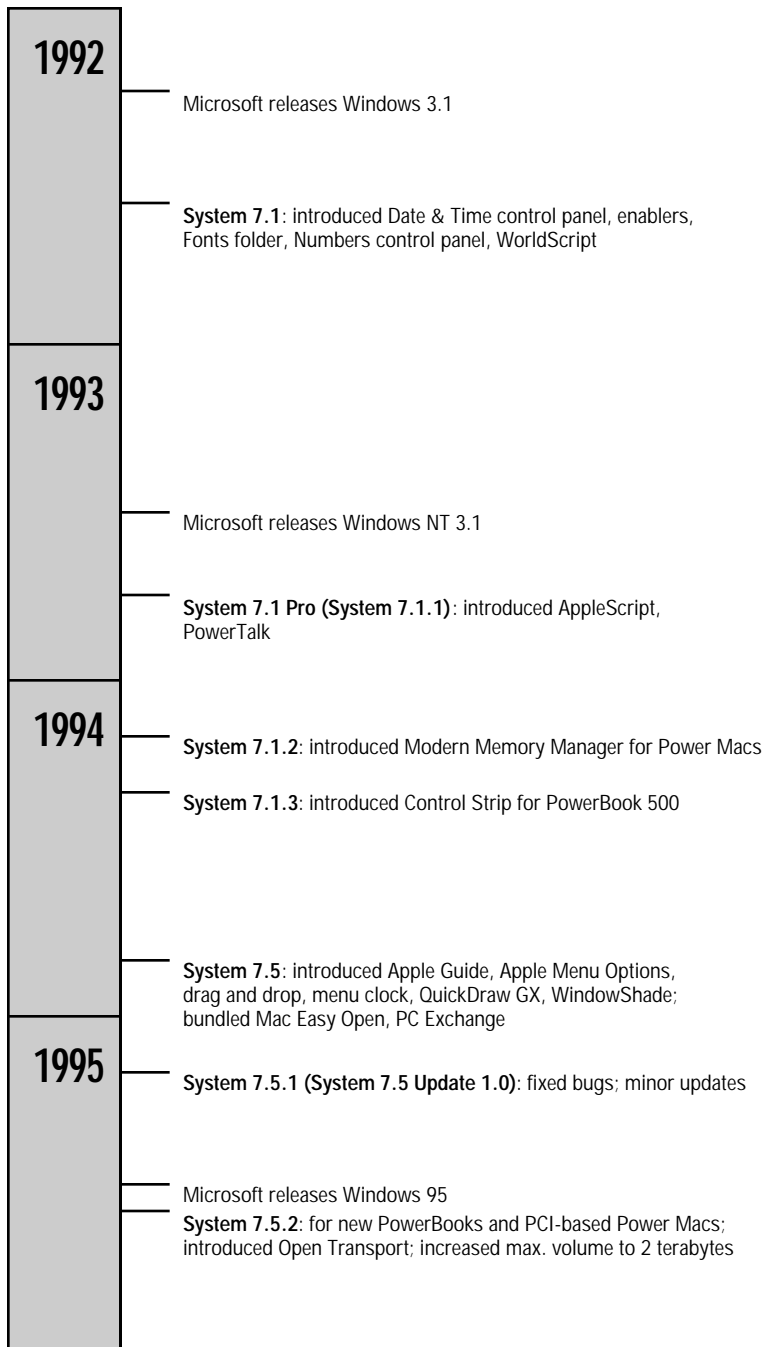 1992
Microsoft releases Windows 3.1
System 7.1: introduced Date & Time control panel, enablers,
Fonts folder, Numbers control panel, WorldScript
1993
Microsoft releases Windows NT 3.1
System 7.1 Pro (System 7.1.1): introduced AppleScript,
PowerTalk
1994
System 7.1.2: introduced Modern Memory Manager for Power Macs
System 7.1.3: introduced Control Strip for PowerBook 500
System 7.5: introduced Apple Guide, Apple Menu Options,
drag and drop, menu clock, QuickDraw GX, WindowShade;
bundled Mac Easy Open, PC Exchange
1995
System 7.5.1 (System 7.5 Update 1.0): fixed bugs; minor updates
Microsoft releases Windows 95
System 7.5.2: for new PowerBooks and PCI-based Power Macs;
introduced Open Transport; increased max. volume to 2 terabytes